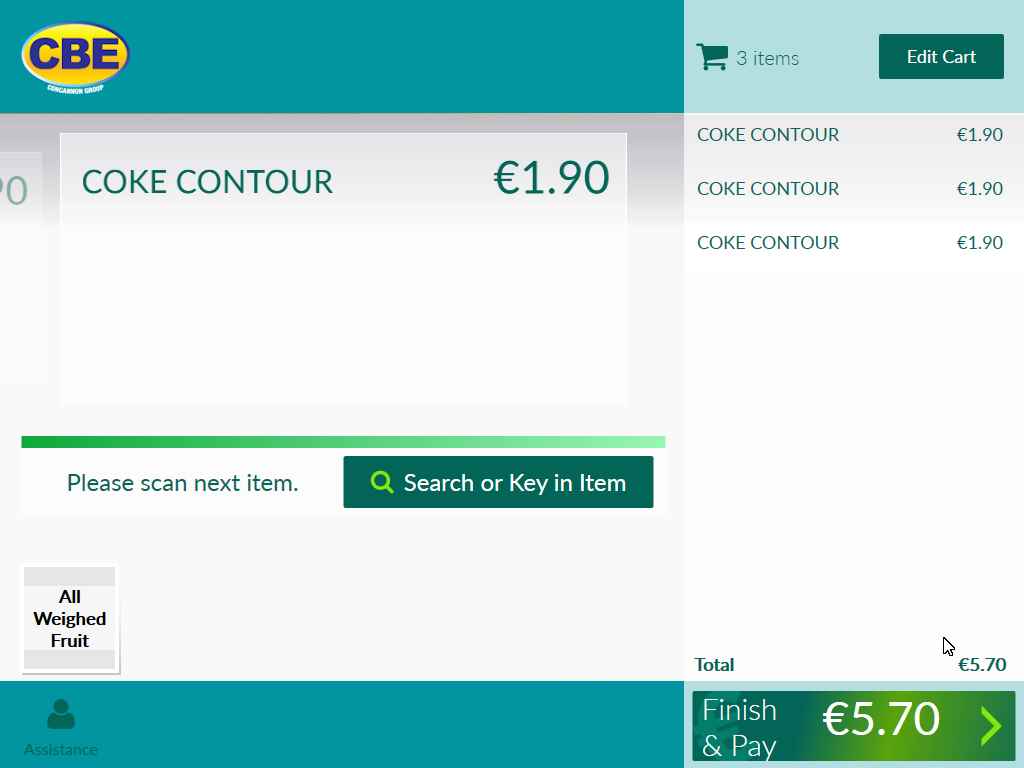 CBE
CONCANNON GROUP
3 items
Edit Cart
COKE CONTOUR €1.90
COKE CONTOUR €1.90
COKE CONTOUR €1.90
90
COKE CONTOUR €1.90
Please scan next item.
Search or Key in Item
All
Weighed
Fruit
Total €5.70
Assistance
Finish
& Pay
€5.70